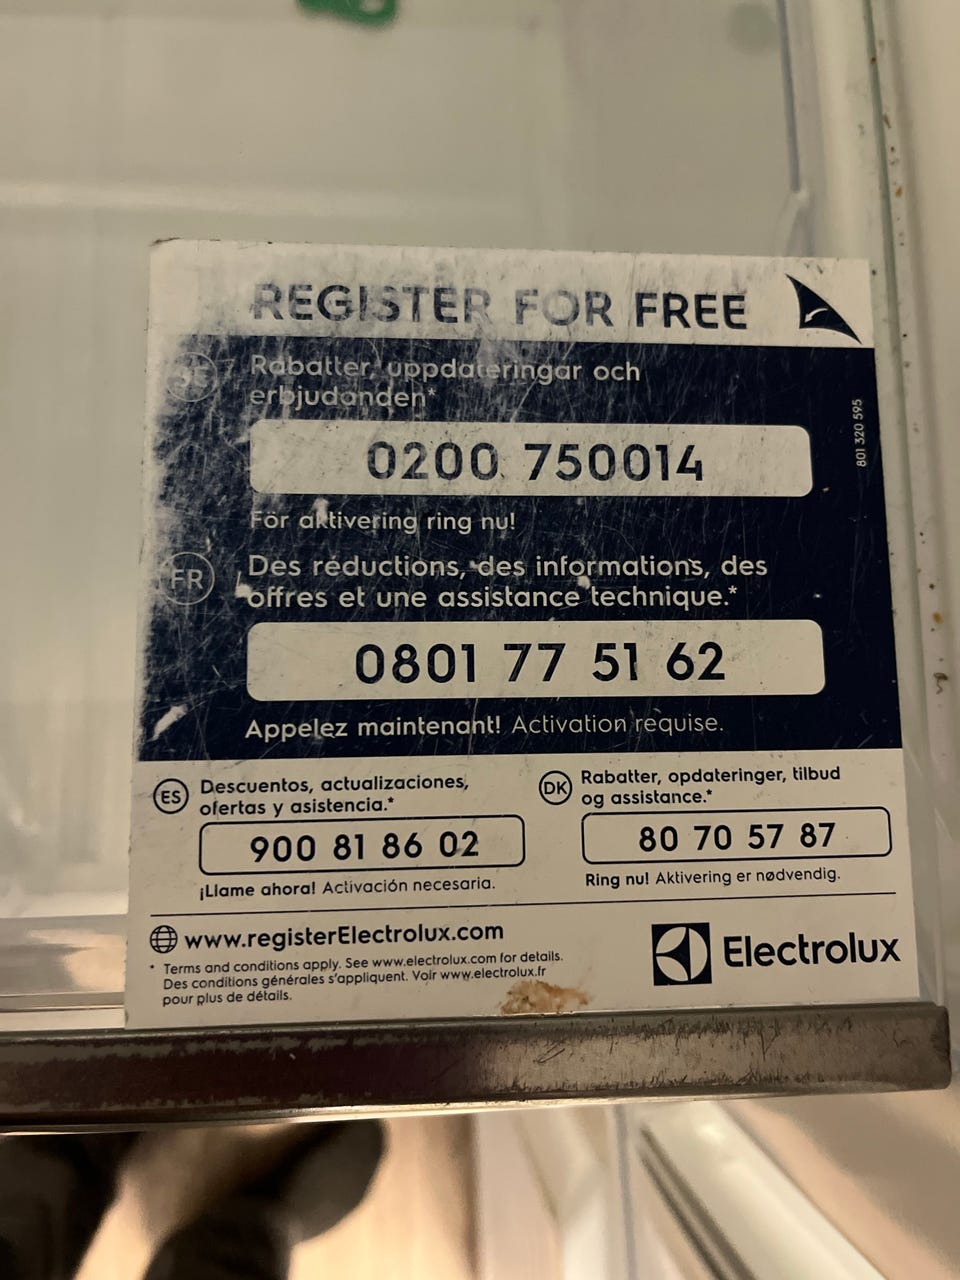 REGISTER FOR FREE
SE
Rabatter, uppdateringar och
erbjudanden*
0200 750014
För aktivering ring nu!
801 320 595
FR
Des réductions, des informations, des
offres et une assistance technique.*
0801 77 51 62
Appelez maintenant! Activation requise.
ES
Descuentos, actualizaciones,
ofertas y asistencia.*
900 81 86 02
¡Llame ahora! Activación necesaria.
DK
Rabatter, opdateringer, tilbud
og assistance.*
80 70 57 87
Ring nu! Aktivering er nødvendig.
www.registerElectrolux.com
* Terms and conditions apply. See www.electrolux.com for details.
Des conditions générales s'appliquent. Voir www.electrolux.fr
pour plus de détails.
Electrolux